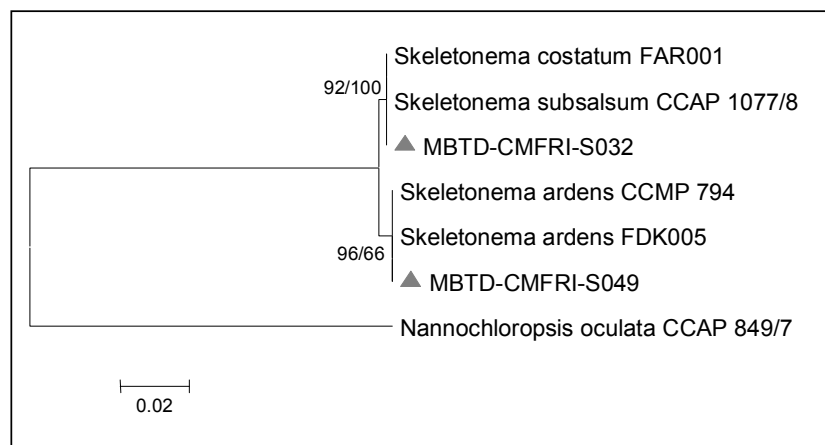 Skeletonema costatum FAR001
92/100
Skeletonema subsalsum CCAP 1077/8
MBTD-CMFRI-S032
Skeletonema ardens CCMP 794
Skeletonema ardens FDK005
96/66
MBTD-CMFRI-S049
Nannochloropsis oculata CCAP 849/7
0.02